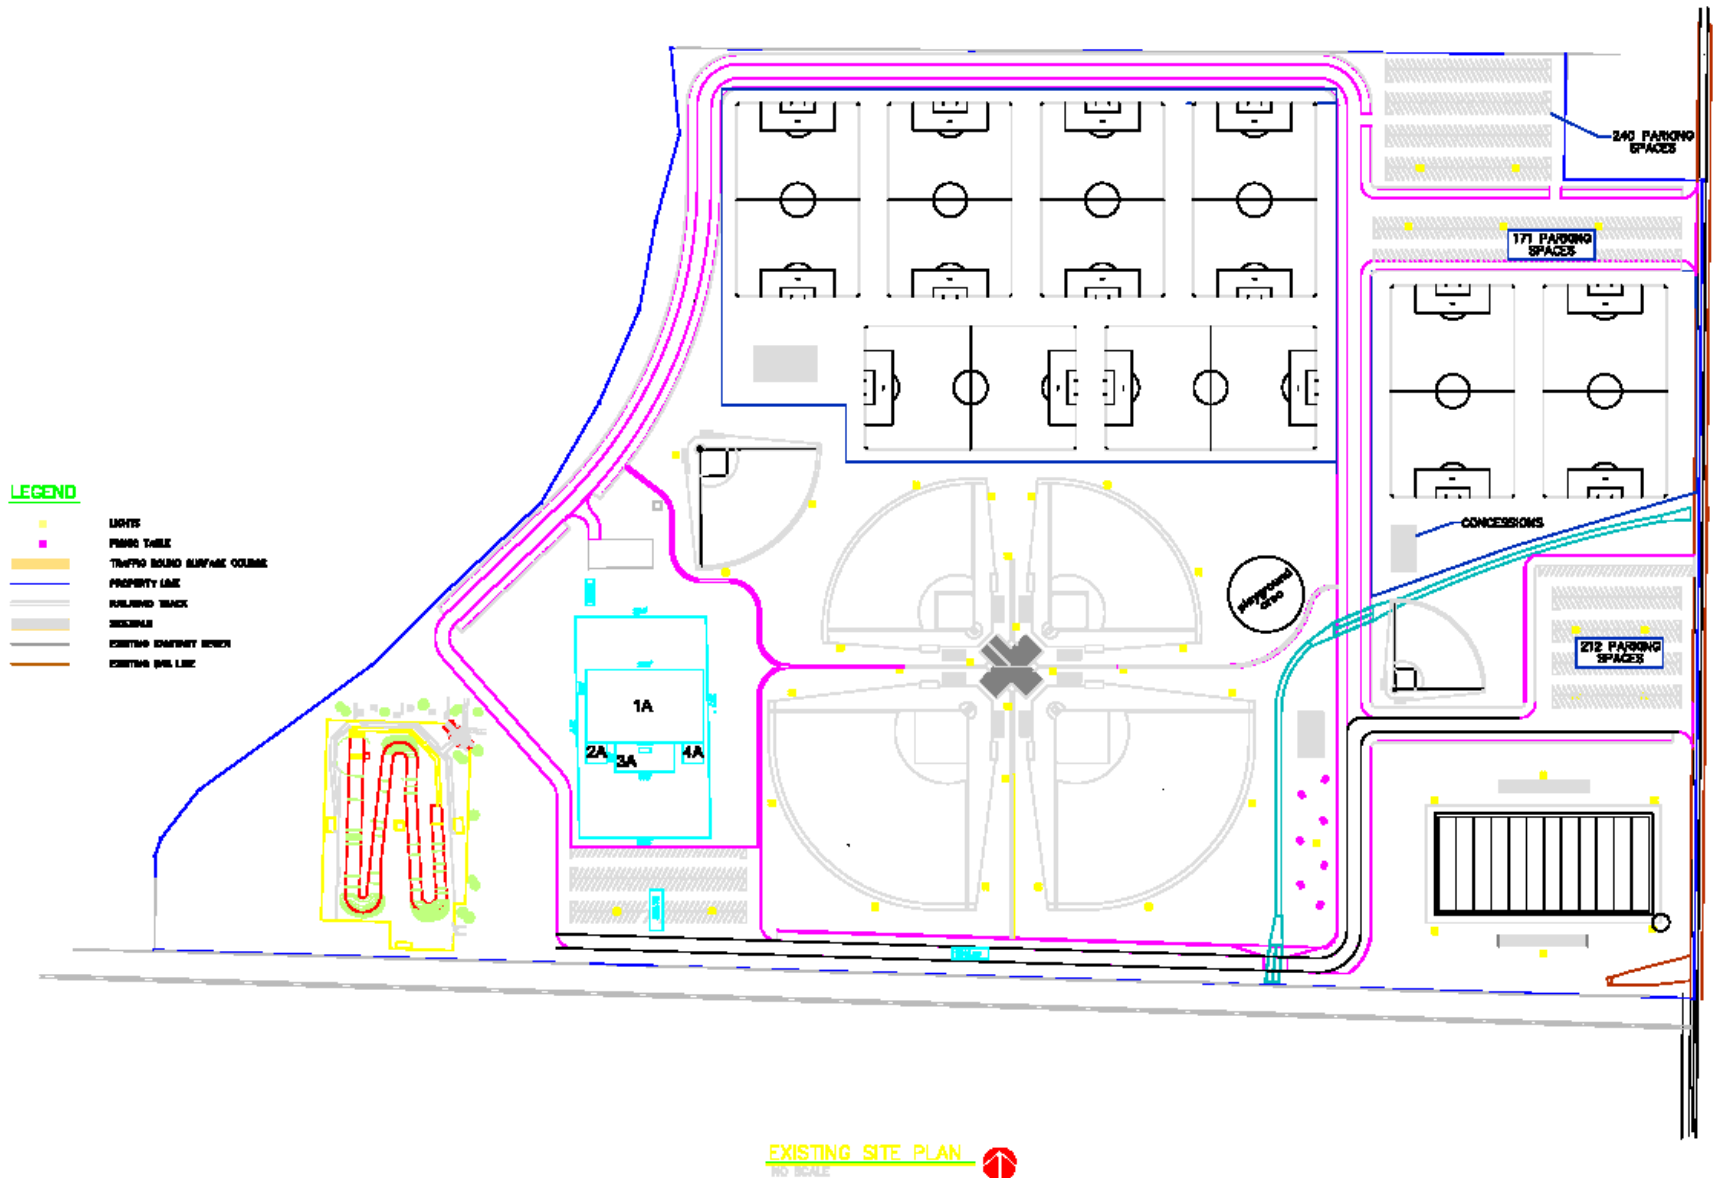 240 PARKING
SPACES
171 PARKING
SPACES
LEGEND
LIGHTS
PICNIC TABLE
TRAFFIC BOUND SURFACE COURSE
PROPERTY LINE
RAILROAD TRACK
SIDEWALK
EXISTING SANITARY SEWER
EXISTING GAS LINE
CONCESSIONS
playground
area
212 PARKING
SPACES
1A
2A
3A
4A
EXISTING SITE PLAN
NO SCALE